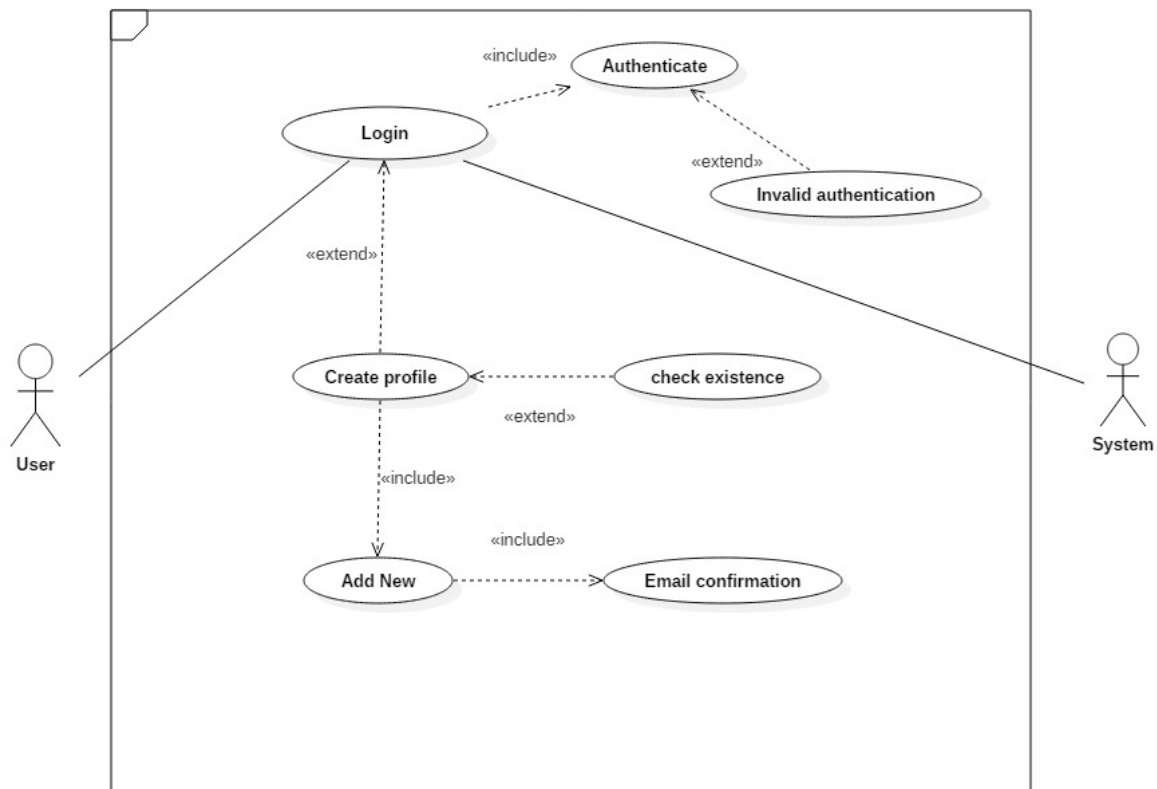 «include»
Authenticate
Login
«extend»
Invalid authentication
«extend»
Create profile
check existence
«extend»
User
System
«include»
«include»
Add New
Email confirmation